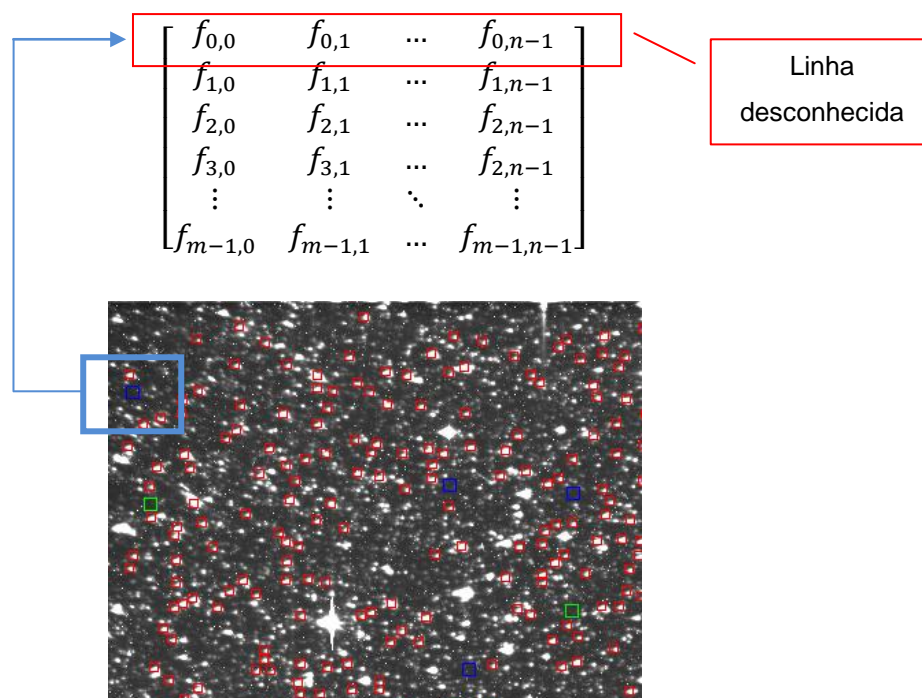 f0,0 f0,1 ... f0,n−1
f1,0 f1,1 ... f1,n−1
f2,0 f2,1 ... f2,n−1
f3,0 f3,1 ... f2,n−1
⋮ ⋮ ⋱ ⋮
fm−1,0 fm−1,1 ... fm−1,n−1
Linha
desconhecida